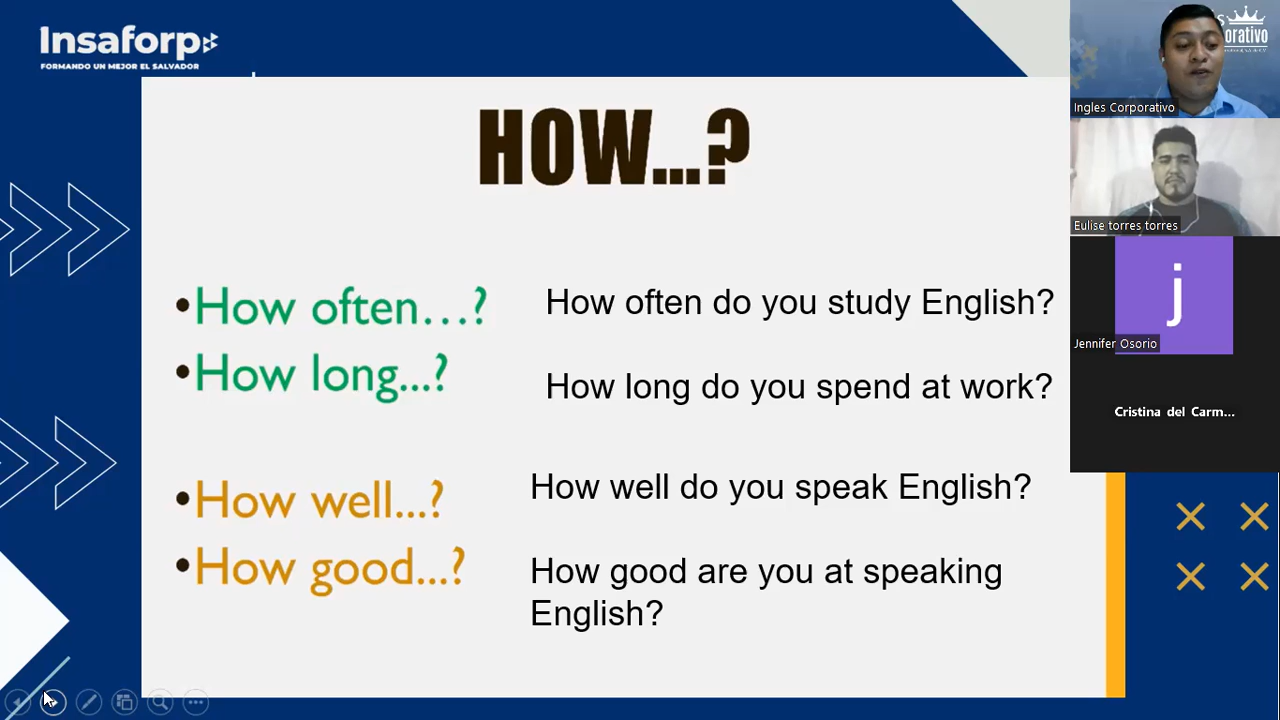 Insaforp
FORMANDO UN MEJOR EL SALVADOR
HOW...?
•How often…?
How often do you study English?
•How long...?
How long do you spend at work?
•How well...?
How well do you speak English?
•How good...?
How good are you at speaking
English?
orativo
Ingles Corporativo
Eulise torres torres
j
Jennifer Osorio
Cristina del Carm...